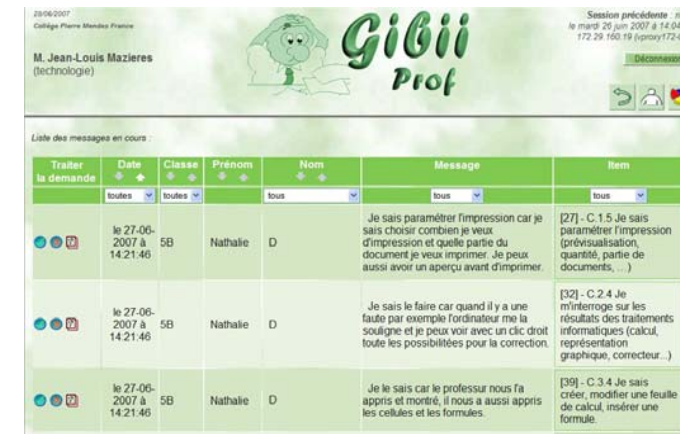 28/06/2007
Collège Pierre Mendes France
M. Jean-Louis Mazieres
(technologie)
Gibii
Prof
Session précédente :
le mardi 26 juin 2007 à 14:04
172.29.160.19 (vproxy172-
Déconnexion
Liste des messages en cours :
Traiter
la demande
Date
Classe
Prénom
Nom
Message
Item
toutes
toutes
tous
tous
tous
le 27-06-
2007 à
14:21:46
5B
Nathalie
D
Je sais paramétrer l'impression car je
sais choisir combien je veux
d'impression et quelle partie du
document je veux imprimer. Je peux
aussi avoir un aperçu avant d'imprimer.
[27] - C.1.5 Je sais
paramétrer l'impression
(prévisualisation,
quantité, partie de
documents, ...)
le 27-06-
2007 à
14:21:46
5B
Nathalie
D
Je sais le faire car quand il y a une
faute par exemple l'ordinateur me la
souligne et je peux voir avec un clic droit
toute les possibilitées pour la correction.
[32] - C.2.4 Je
m'interroge sur les
résultats des traitements
informatiques (calcul,
représentation
graphique, correcteur...)
le 27-06-
2007 à
14:21:46
5B
Nathalie
D
Je le sais car le professur nous l'a
appris et montré, il nous a aussi appris
les cellules et les formules.
[39] - C.3.4 Je sais
créer, modifier une feuille
de calcul, insérer une
formule.